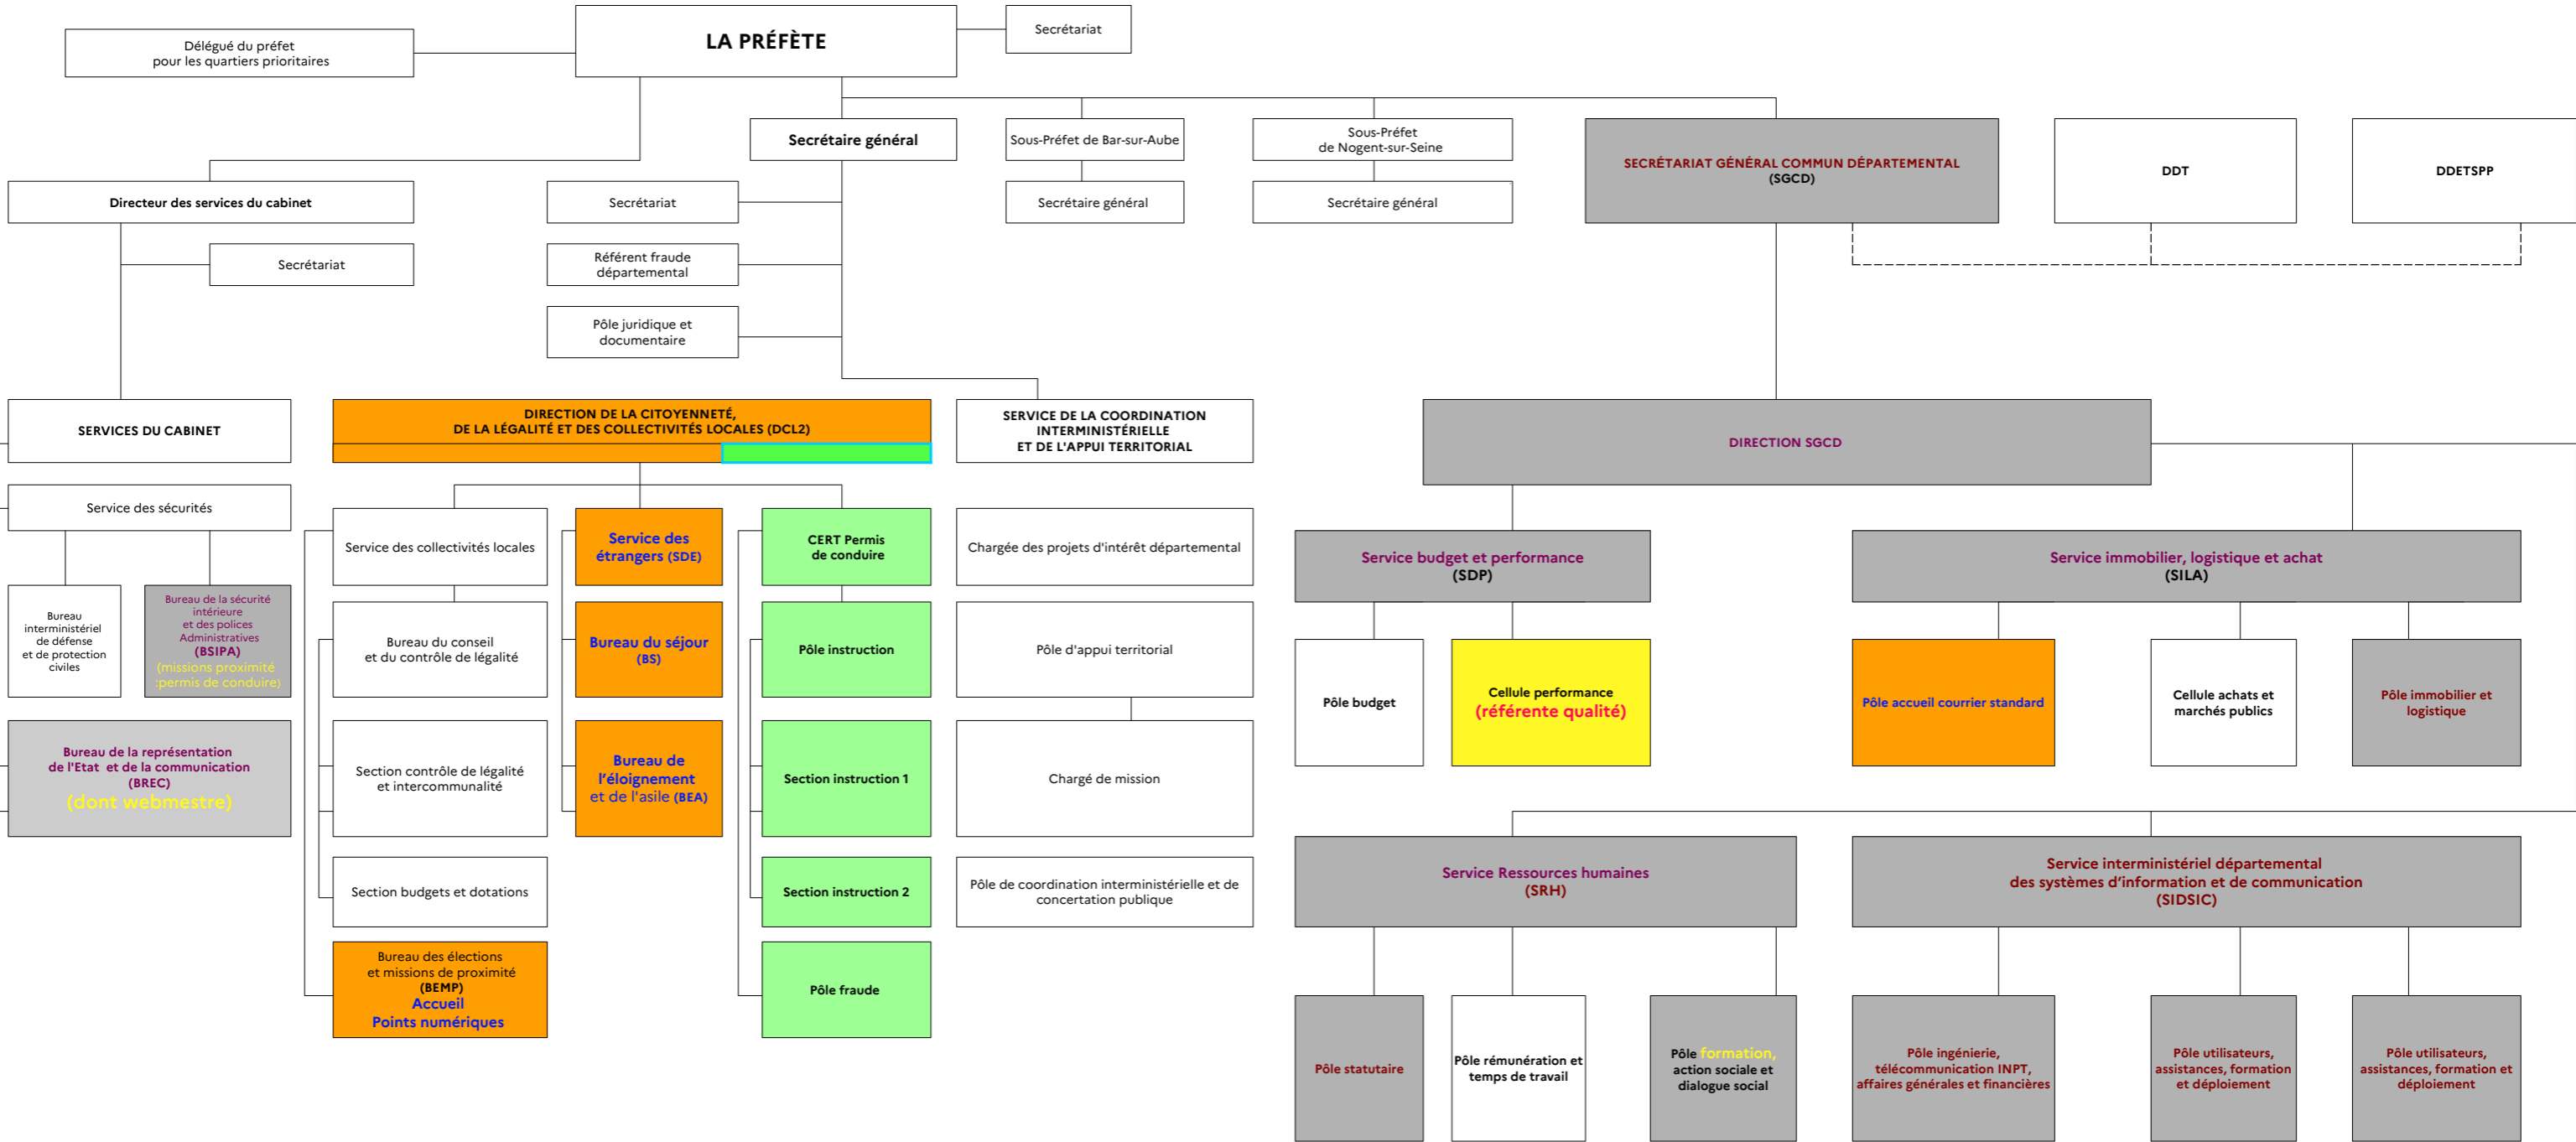 LA PRÉFÈTE
Secrétariat
Délégué du préfet
pour les quartiers prioritaires
Secrétaire général
Sous-Préfet de Bar-sur-Aube
Sous-Préfet
de Nogent-sur-Seine
SECRÉTARIAT GÉNÉRAL COMMUN DÉPARTEMENTAL
(SGCD)
DDT
DDETSPP
Directeur des services du cabinet
Secrétariat
Secrétaire général
Secrétaire général
Secrétariat
Référent fraude
départemental
Pôle juridique et
documentaire
SERVICES DU CABINET
DIRECTION DE LA CITOYENNETÉ,
DE LA LÉGALITÉ ET DES COLLECTIVITÉS LOCALES (DCL2)
SERVICE DE LA COORDINATION
INTERMINISTÉRIELLE
ET DE L'APPUI TERRITORIAL
DIRECTION SGCD
Service des sécurités
Service des collectivités locales
Service des
étrangers (SDE)
CERT Permis
de conduire
Chargée des projets d'intérêt départemental
Service budget et performance
(SDP)
Service immobilier, logistique et achat
(SILA)
Bureau
interministériel
de défense
et de protection
civiles
Bureau de la sécurité
intérieure
et des polices
Administratives
(BSIPA)
(missions proximité
:permis de conduire)
Bureau du conseil
et du contrôle de légalité
Bureau du séjour
(BS)
Pôle instruction
Pôle d'appui territorial
Pôle budget
Cellule performance
(référente qualité)
Pôle accueil courrier standard
Cellule achats et
marchés publics
Pôle immobilier et
logistique
Bureau de la représentation
de l'Etat et de la communication
(BREC)
(dont webmestre)
Section contrôle de légalité
et intercommunalité
Bureau de
l’éloignement
et de l'asile (BEA)
Section instruction 1
Chargé de mission
Section budgets et dotations
Section instruction 2
Pôle de coordination interministérielle et de
concertation publique
Service Ressources humaines
(SRH)
Service interministériel départemental
des systèmes d’information et de communication
(SIDSIC)
Bureau des élections
et missions de proximité
(BEMP)
Accueil
Points numériques
Pôle fraude
Pôle statutaire
Pôle rémunération et
temps de travail
Pôle formation,
action sociale et
dialogue social
Pôle ingénierie,
télécommunication INPT,
affaires générales et financières
Pôle utilisateurs,
assistances, formation
et déploiement
Pôle utilisateurs,
assistances, formation et
déploiement